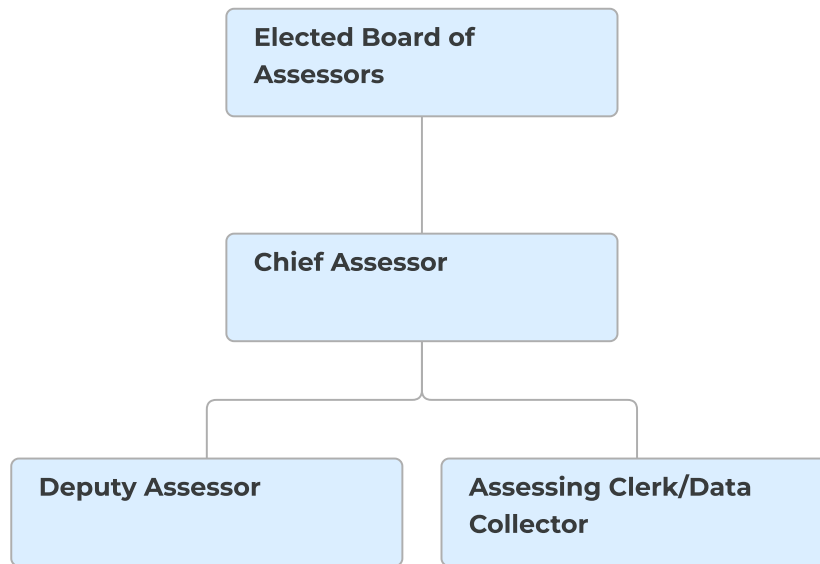 Elected Board of
Assessors
Chief Assessor
Deputy Assessor
Assessing Clerk/Data
Collector